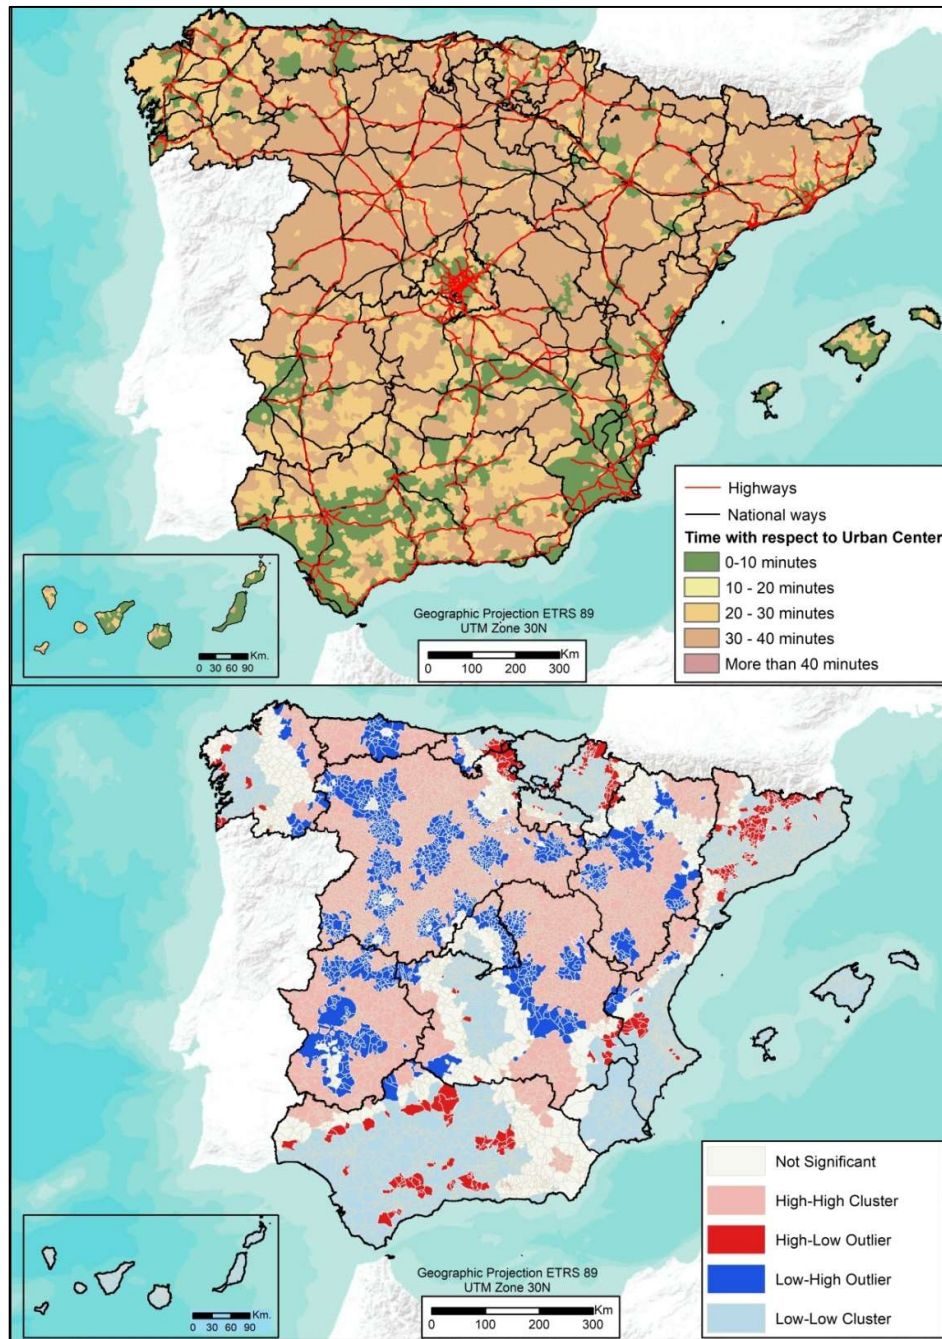 Highways
National ways
Time with respect to Urban Center
0-10 minutes
10 - 20 minutes
20 - 30 minutes
30 - 40 minutes
More than 40 minutes
Geographic Projection ETRS 89
UTM Zone 30N
Km.
0 100 200 300
Km.
0 30 60 90
Not Significant
High-High Cluster
High-Low Outlier
Low-High Outlier
Low-Low Cluster
Geographic Projection ETRS 89
UTM Zone 30N
Km.
0 100 200 300
Km.
0 30 60 90